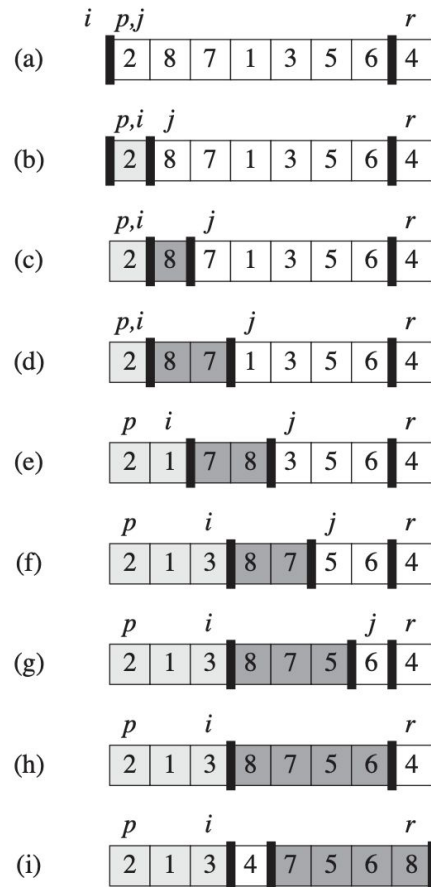 i p,j r
(a) 2 8 7 1 3 5 6 4
p,i j r
(b) 2 8 7 1 3 5 6 4
p,i j r
(c) 2 8 7 1 3 5 6 4
p,i j r
(d) 2 8 7 1 3 5 6 4
p i j r
(e) 2 1 7 8 3 5 6 4
p i j r
(f) 2 1 3 8 7 5 6 4
p i j r
(g) 2 1 3 8 7 5 6 4
p i r
(h) 2 1 3 8 7 5 6 4
p i r
(i) 2 1 3 4 7 5 6 8